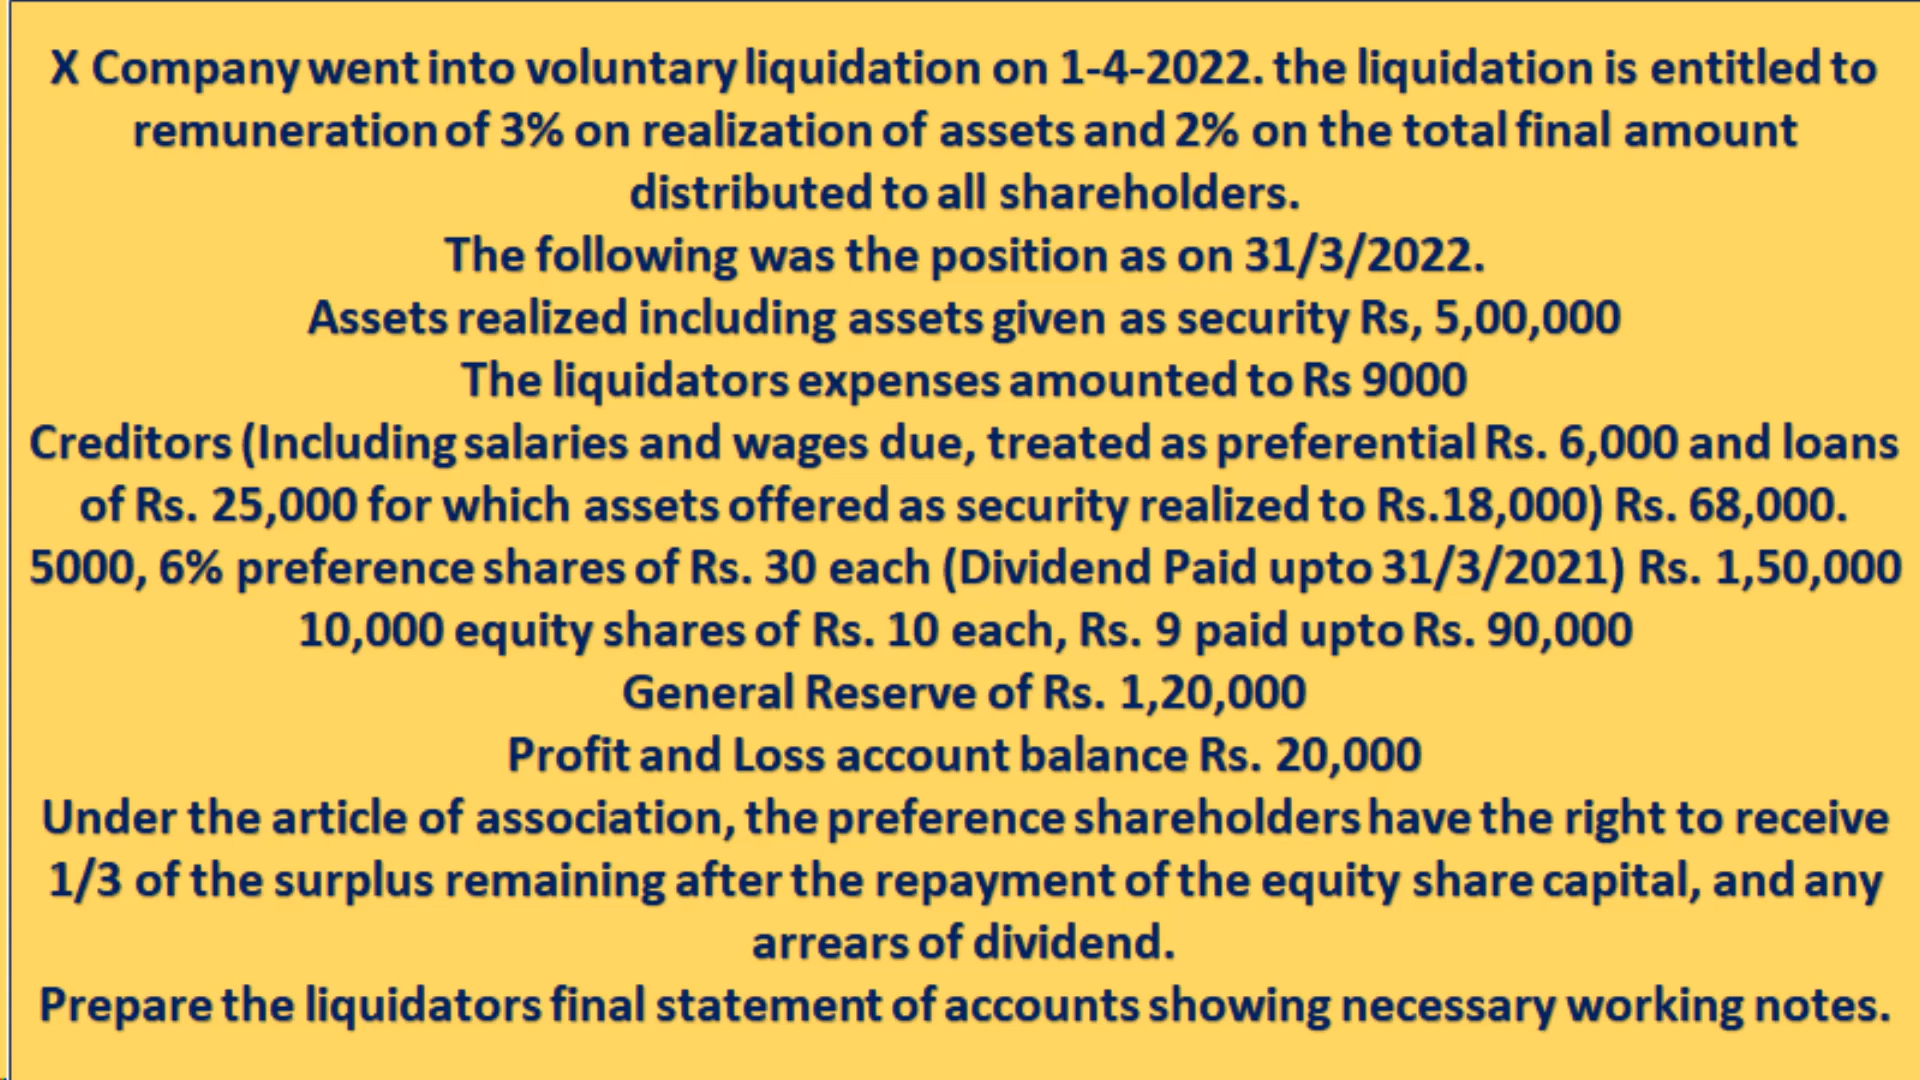 X Company went into voluntary liquidation on 1-4-2022. the liquidation is entitled to
remuneration of 3% on realization of assets and 2% on the total final amount
distributed to all shareholders.
The following was the position as on 31/3/2022.
Assets realized including assets given as security Rs, 5,00,000
The liquidators expenses amounted to Rs 9000
Creditors (Including salaries and wages due, treated as preferential Rs. 6,000 and loans
of Rs. 25,000 for which assets offered as security realized to Rs.18,000) Rs. 68,000.
5000, 6% preference shares of Rs. 30 each (Dividend Paid upto 31/3/2021) Rs. 1,50,000
10,000 equity shares of Rs. 10 each, Rs. 9 paid upto Rs. 90,000
General Reserve of Rs. 1,20,000
Profit and Loss account balance Rs. 20,000
Under the article of association, the preference shareholders have the right to receive
1/3 of the surplus remaining after the repayment of the equity share capital, and any
arrears of dividend.
Prepare the liquidators final statement of accounts showing necessary working notes.